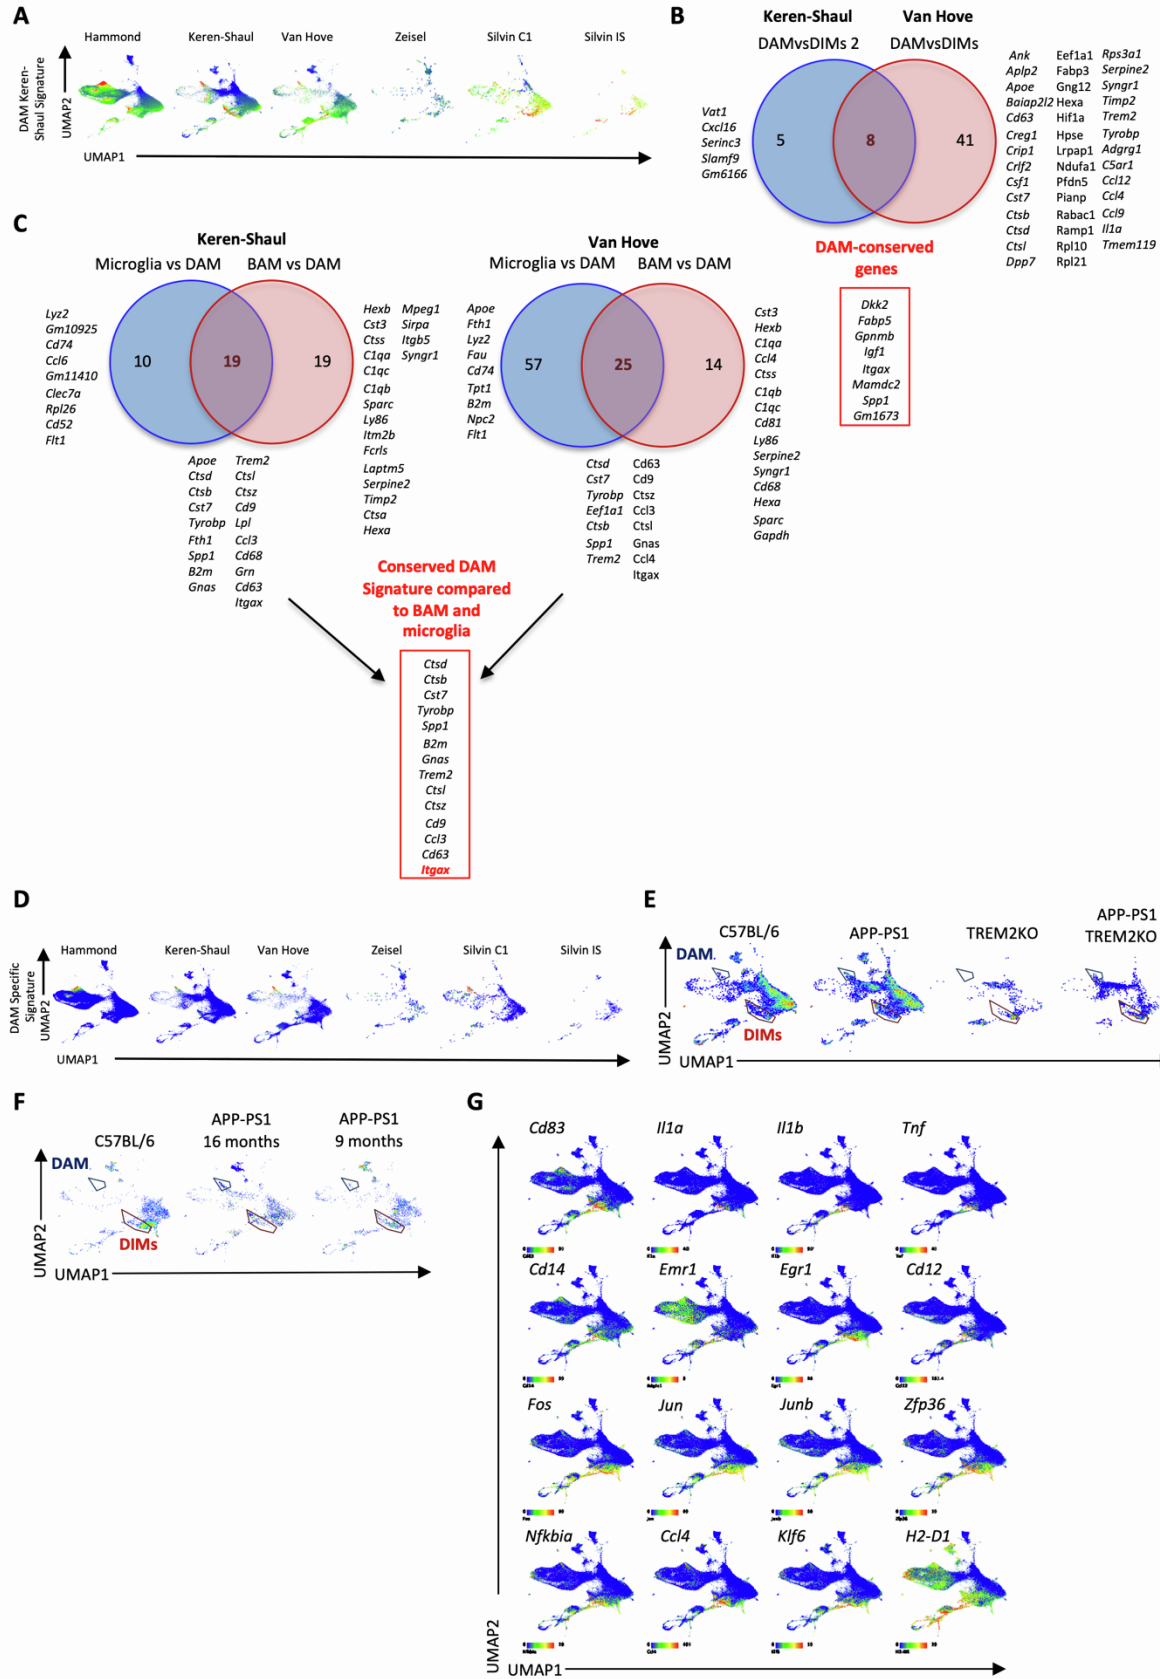 A
Hammond
Keren-Shaul
Van Hove
Zeisel
Silvin C1
Silvin IS
DAM Keren-
Shaul Signature
UMAP2
UMAP1
B
Keren-Shaul
Van Hove
DAMvsDIMs 2
DAMvsDIMs
Vat1
Cxcl16
Serinc3
Slamf9
Gm6166
5
8
41
Ank Eef1a1 Rps3a1
Aplp2 Fabp3 Serpine2
Apoe Gng12 Syngr1
Baiap2l2 Hexa Timp2
Cd63 Hif1a Trem2
Creg1 Hpse Tyrobp
Crip1 Lrpap1 Adgrg1
Crlf2 Ndufa1 C5ar1
Csf1 Pfdn5 Ccl12
Cst7 Pianp Ccl4
Ctsb Rabac1 Ccl9
Ctsd Ramp1 Il1a
Ctsl Rpl10 Tmem119
Dpp7 Rpl21
DAM-conserved
genes
Dkk2
Fabp5
Gpnmb
Igf1
Itgax
Mamdc2
Spp1
Gm1673
C
Keren-Shaul
Microglia vs DAM
BAM vs DAM
Lyz2
Gm10925
Cd74
Ccl6
Gm11410
Clec7a
Rpl26
Cd52
Flt1
10
19
19
Hexb Mpeg1
Cst3 Sirpa
Ctss Itgb5
C1qa Syngr1
C1qc
C1qb
Sparc
Ly86
Itm2b
Fcrls
Laptm5
Serpine2
Timp2
Ctsa
Hexa
Apoe Trem2
Ctsd Ctsl
Ctsb Ctsz
Cst7 Cd9
Tyrobp Lpl
Fth1 Ccl3
Spp1 Cd68
B2m Grn
Gnas Cd63
Itgax
Van Hove
Microglia vs DAM
BAM vs DAM
Apoe
Fth1
Lyz2
Fau
Cd74
Tpt1
B2m
Npc2
Flt1
57
25
14
Cst3
Hexb
C1qa
Ccl4
Ctss
C1qb
C1qc
Cd81
Ly86
Serpine2
Syngr1
Cd68
Hexa
Sparc
Gapdh
Ctsd Cd63
Cst7 Cd9
Tyrobp Ctsz
Eef1a1 Ccl3
Ctsb Ctsl
Spp1 Gnas
Trem2 Ccl4
Itgax
Conserved DAM
Signature compared
to BAM and
microglia
Ctsd
Ctsb
Cst7
Tyrobp
Spp1
B2m
Gnas
Trem2
Ctsl
Ctsz
Cd9
Ccl3
Cd63
Itgax
D
Hammond
Keren-Shaul
Van Hove
Zeisel
Silvin C1
Silvin IS
DAM Specific
Signature
UMAP2
UMAP1
E
C57BL/6
APP-PS1
TREM2KO
APP-PS1
TREM2KO
DAM
DIMs
UMAP2
UMAP1
F
C57BL/6
APP-PS1
16 months
APP-PS1
9 months
DAM
DIMs
UMAP2
UMAP1
G
Cd83 Il1a Il1b Tnf
Cd14 Emr1 Egr1 Cd12
Fos Jun Junb Zfp36
Nfkbia Ccl4 Klf6 H2-D1
UMAP2
UMAP1